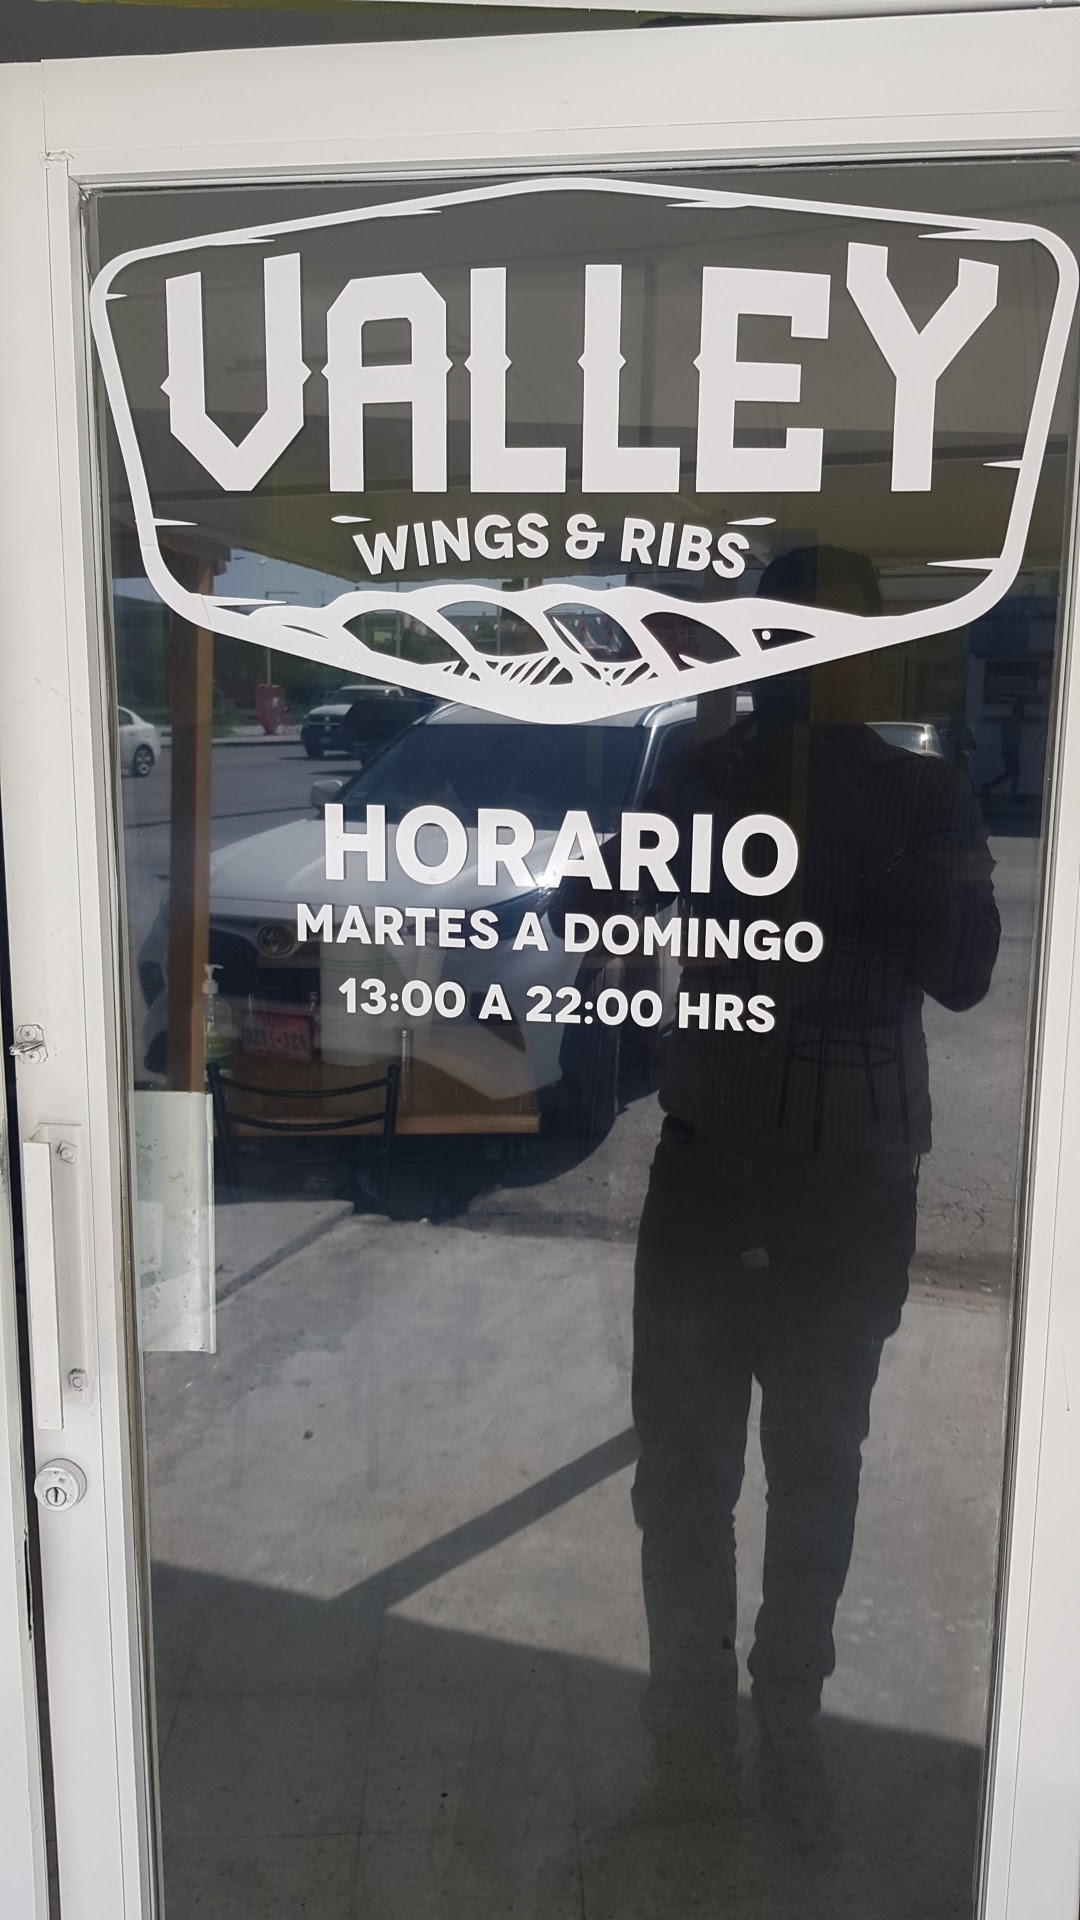 VALLEY
WINGS & RIBS
HORARIO
MARTES A DOMINGO
13:00 A 22:00 HRS